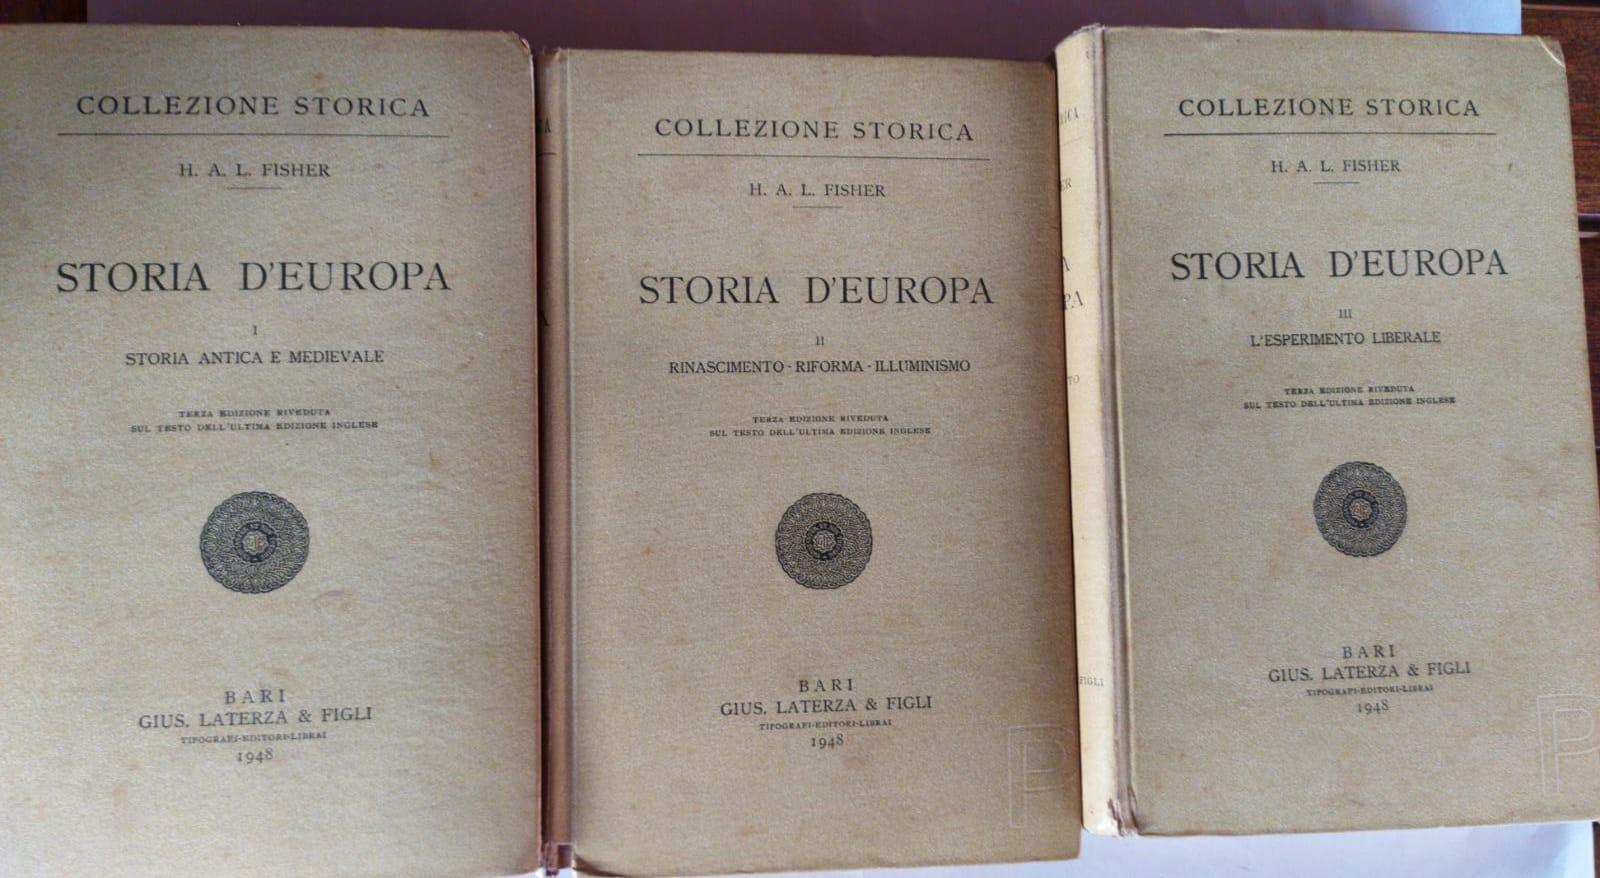 COLLEZIONE STORICA
H. A. L. FISHER
STORIA D'EUROPA
I
STORIA ANTICA E MEDIEVALE
TERZA EDIZIONE RIVEDUTA
SUL TESTO DELL'ULTIMA EDIZIONE INGLESE
BARI
GIUS. LATERZA & FIGLI
TIPOGRAFI-EDITORI-LIBRAI
1948
COLLEZIONE STORICA
H. A. L. FISHER
STORIA D'EUROPA
II
RINASCIMENTO - RIFORMA - ILLUMINISMO
TERZA EDIZIONE RIVEDUTA
SUL TESTO DELL'ULTIMA EDIZIONE INGLESE
BARI
GIUS. LATERZA & FIGLI
TIPOGRAFI-EDITORI-LIBRAI
1948
P
FIGLI
COLLEZIONE STORICA
H. A. L. FISHER
STORIA D'EUROPA
III
L'ESPERIMENTO LIBERALE
TERZA EDIZIONE RIVEDUTA
SUL TESTO DELL'ULTIMA EDIZIONE INGLESE
BARI
GIUS. LATERZA & FIGLI
TIPOGRAFI-EDITORI-LIBRAI
1948
P